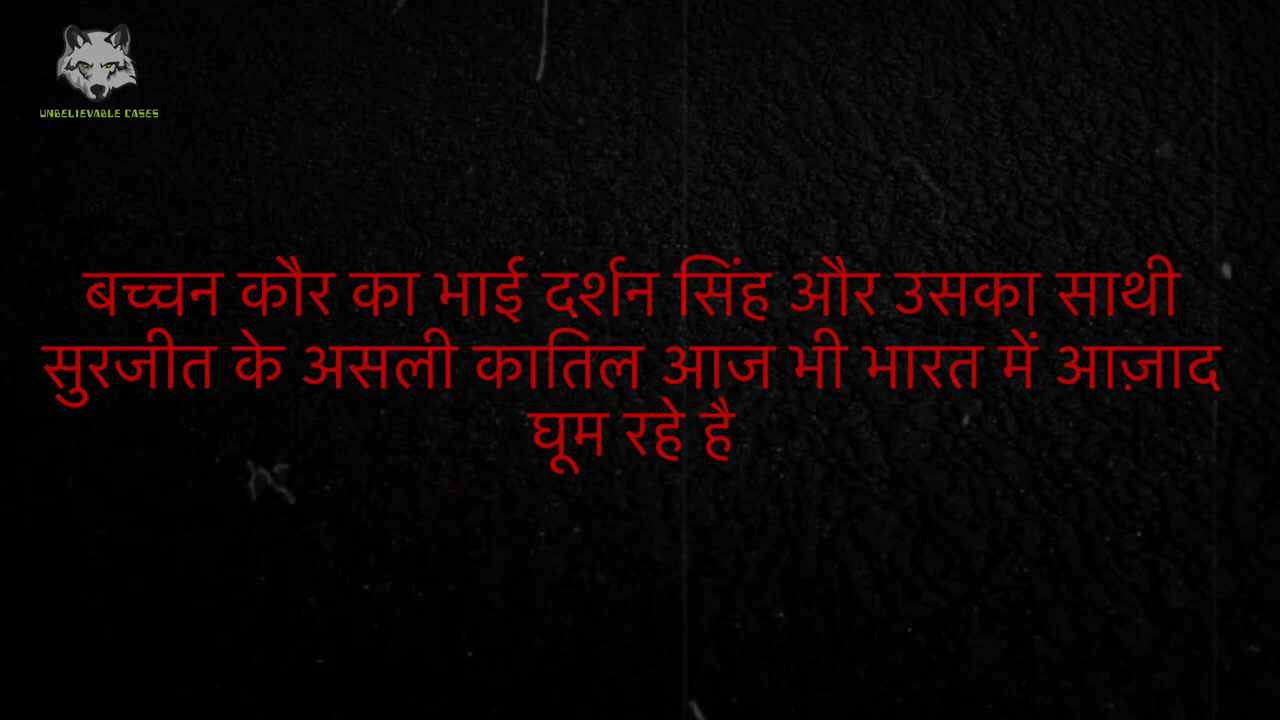 UNBELIEVABLE CASES
बच्चन कौर का भाई दर्शन सिंह और उसका साथी
सुरजीत के असली कातिल आज भी भारत में आज़ाद
घूम रहे है